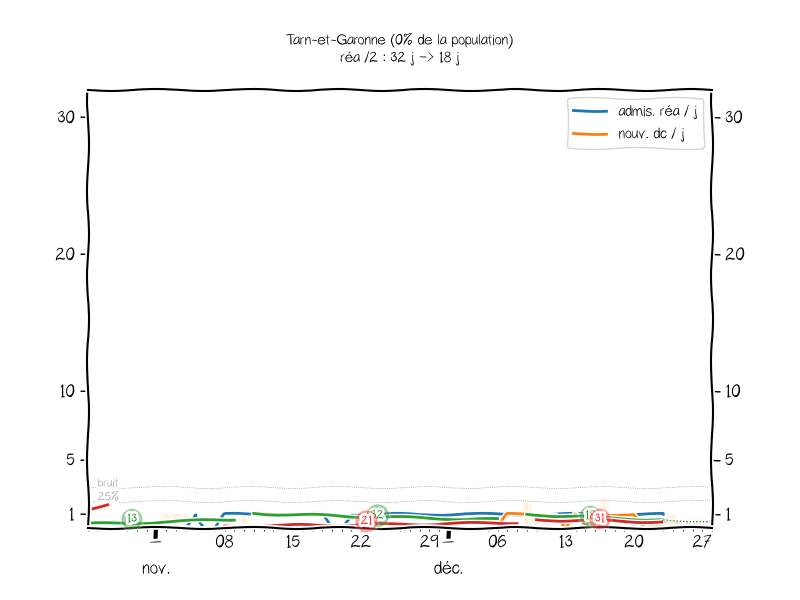 Tarn-et-Garonne (0% de la population)
réa /2 : 32 j -> 18 j
admis. réa / j
nouv. dc / j
30 30
20 20
10 10
5 5
bruit
25%
1 1
13 21 32 31
08 15 22 29 06 13 20 27
nov. déc.